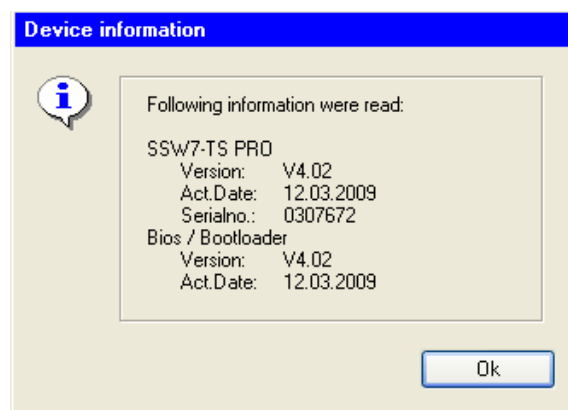 Device information
Following information were read:
SSW7-TS PRO
Version: V4.02
Act.Date: 12.03.2009
Serialno.: 0307672
Bios / Bootloader
Version: V4.02
Act.Date: 12.03.2009
Ok